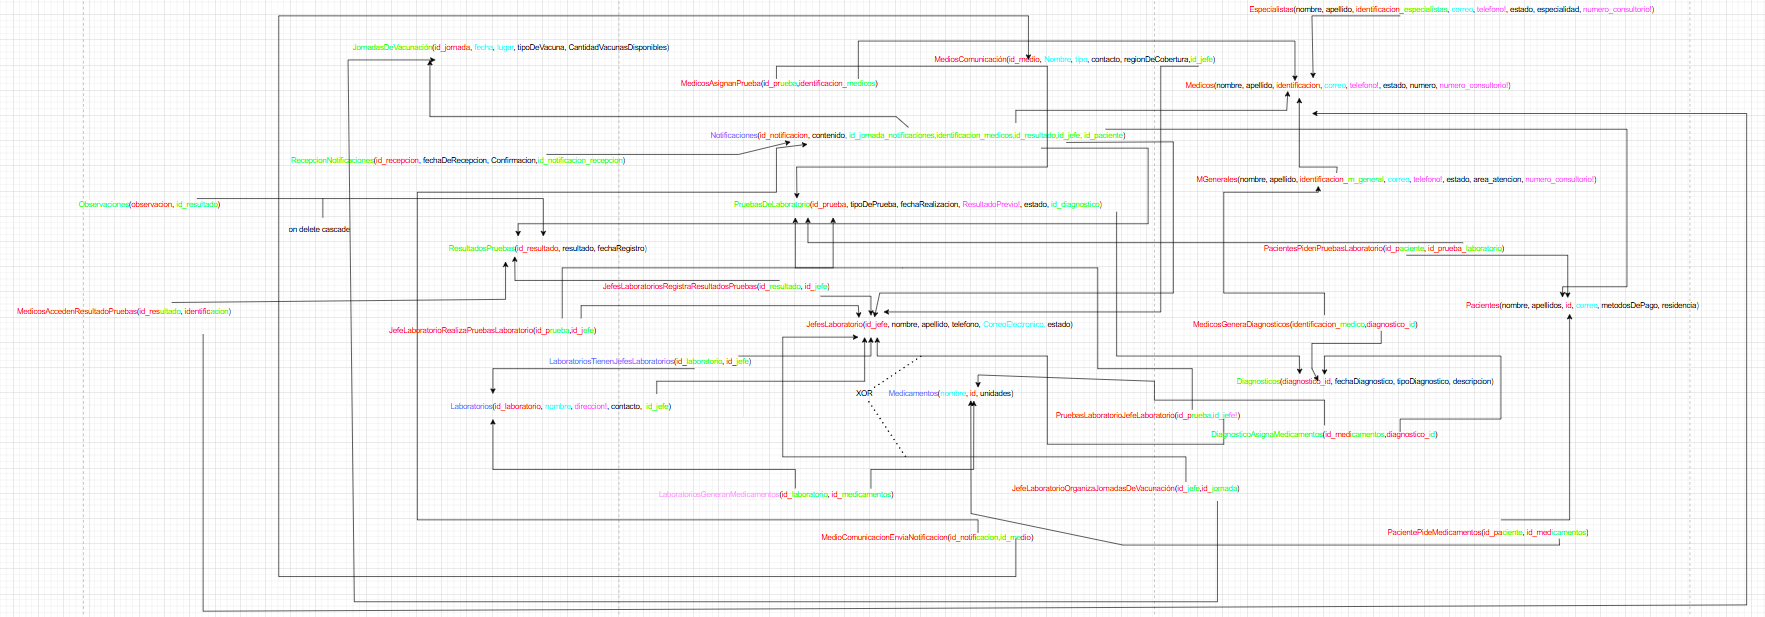 Especialistas(nombre, apellido, identificacion_especialistas, correo, telefono!, estado, especialidad, numero_consultorio!)
JornadasDeVacunación(id_jornada, fecha, lugar, tipoDeVacuna, CantidadVacunasDisponibles)
MediosComunicación(id_medio, Nombre, tipo, contacto, regionDeCobertura,id_jefe)
MedicosAsignanPrueba(id_prueba,identificacion_medicos)
Medicos(nombre, apellido, identificacion, correo, telefono!, estado, numero, numero_consultorio!)
Notificaciones(id_notificacion, contenido, id_jornada_notificaciones,identificacion_medicos,id_resultado,id_jefe, id_paciente)
RecepcionNotificaciones(id_recepcion, fechaDeRecepcion, Confirmacion,id_notificacion_recepcion)
MGenerales(nombre, apellido, identificacion_m_general, correo, telefono!, estado, area_atencion, numero_consultorio!)
Observaciones(observacion, id_resultado)
PruebasDeLaboratorio(id_prueba, tipoDePrueba, fechaRealizacion, ResultadoPrevio!, estado, id_diagnostico)
on delete cascade
ResultadosPruebas(id_resultado, resultado, fechaRegistro)
PacientesPidenPruebasLaboratorio(id_paciente, id_prueba_laboratorio)
JefesLaboratoriosRegistraResultadosPruebas(id_resultado, id_jefe)
Pacientes(nombre, apellidos, id, correo, metodosDePago, residencia)
MedicosAccedenResultadoPruebas(id_resultado, identificacion)
JefeLaboratorioRealizaPruebasLaboratorio(id_prueba,id_jefe)
JefesLaboratorio(id_jefe, nombre, apellido, telefono, CorreoElectronico, estado)
MedicosGeneraDiagnosticos(identificacion_medico,diagnostico_id)
LaboratoriosTienenJefesLaboratorios(id_laboratorio, id_jefe)
Diagnosticos(diagnostico_id, fechaDiagnostico, tipoDiagnostico, descripcion)
XOR
Medicamentos(nombre, id, unidades)
Laboratorios(id_laboratorio, nombre, direccion!, contacto, id_jefe)
PruebasLaboratorioJefeLaboratorio(id_prueba,id_jefe!)
DiagnosticoAsignaMedicamentos(id_medicamentos,diagnostico_id)
LaboratoriosGeneranMedicamentos(id_laboratorio, id_medicamentos)
JefeLaboratorioOrganizaJornadasDeVacunación(id_jefe,id_jornada)
MedioComunicacionEnviaNotificacion(id_notificacion,id_medio)
PacientePideMedicamentos(id_paciente, id_medicamentos)